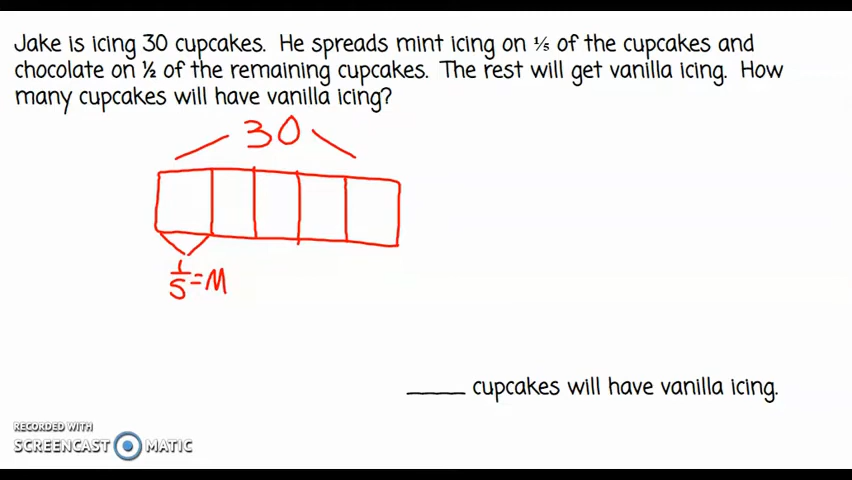 Jake is icing 30 cupcakes. He spreads mint icing on ⅕ of the cupcakes and
chocolate on ½ of the remaining cupcakes. The rest will get vanilla icing. How
many cupcakes will have vanilla icing?
30
1/5=M
_____ cupcakes will have vanilla icing.
RECORDED WITH
SCREENCAST MATIC